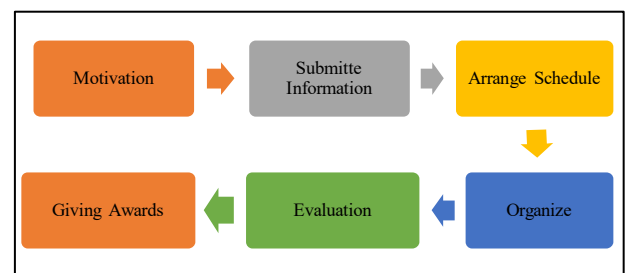 Motivation
Submitte
Information
Arrange Schedule
Organize
Evaluation
Giving Awards